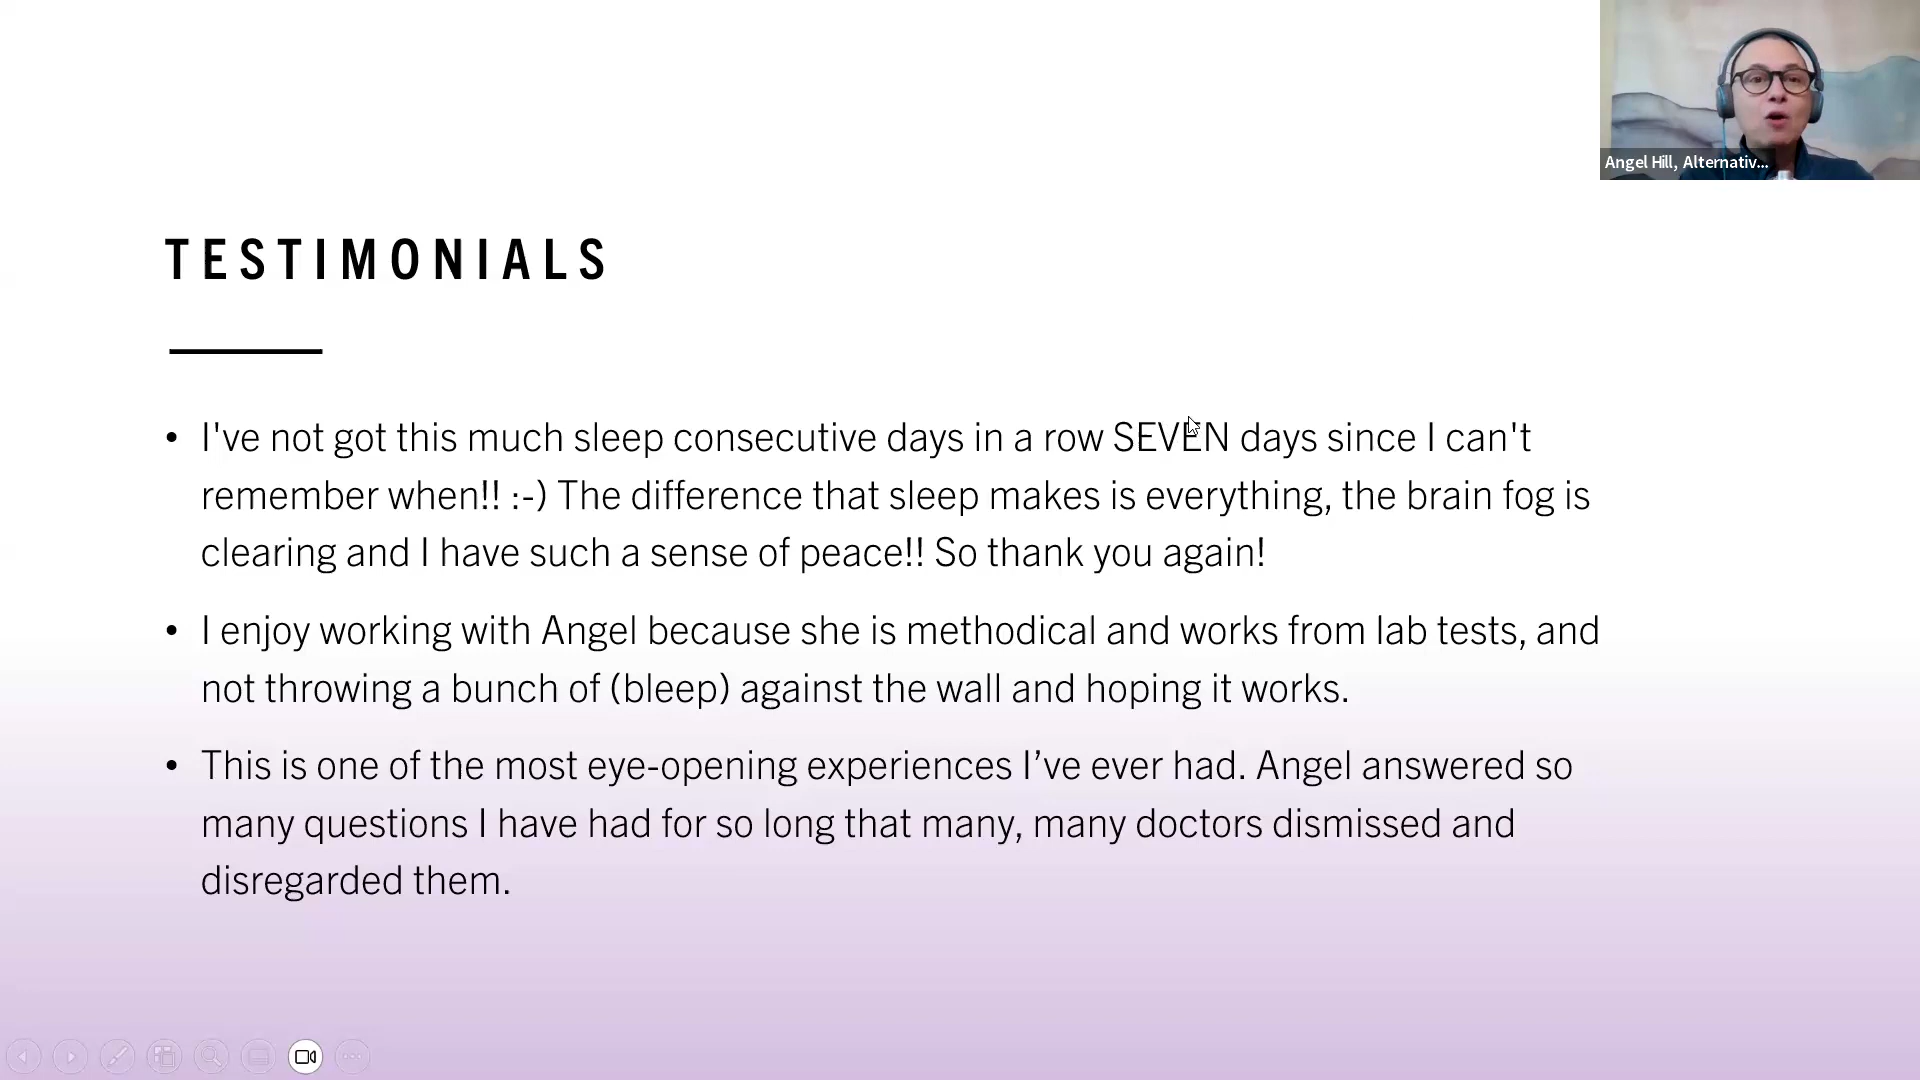 Angel Hill, Alternativ...
TESTIMONIALS
• I've not got this much sleep consecutive days in a row SEVEN days since I can't
remember when!! :-) The difference that sleep makes is everything, the brain fog is
clearing and I have such a sense of peace!! So thank you again!
• I enjoy working with Angel because she is methodical and works from lab tests, and
not throwing a bunch of (bleep) against the wall and hoping it works.
• This is one of the most eye-opening experiences I’ve ever had. Angel answered so
many questions I have had for so long that many, many doctors dismissed and
disregarded them.